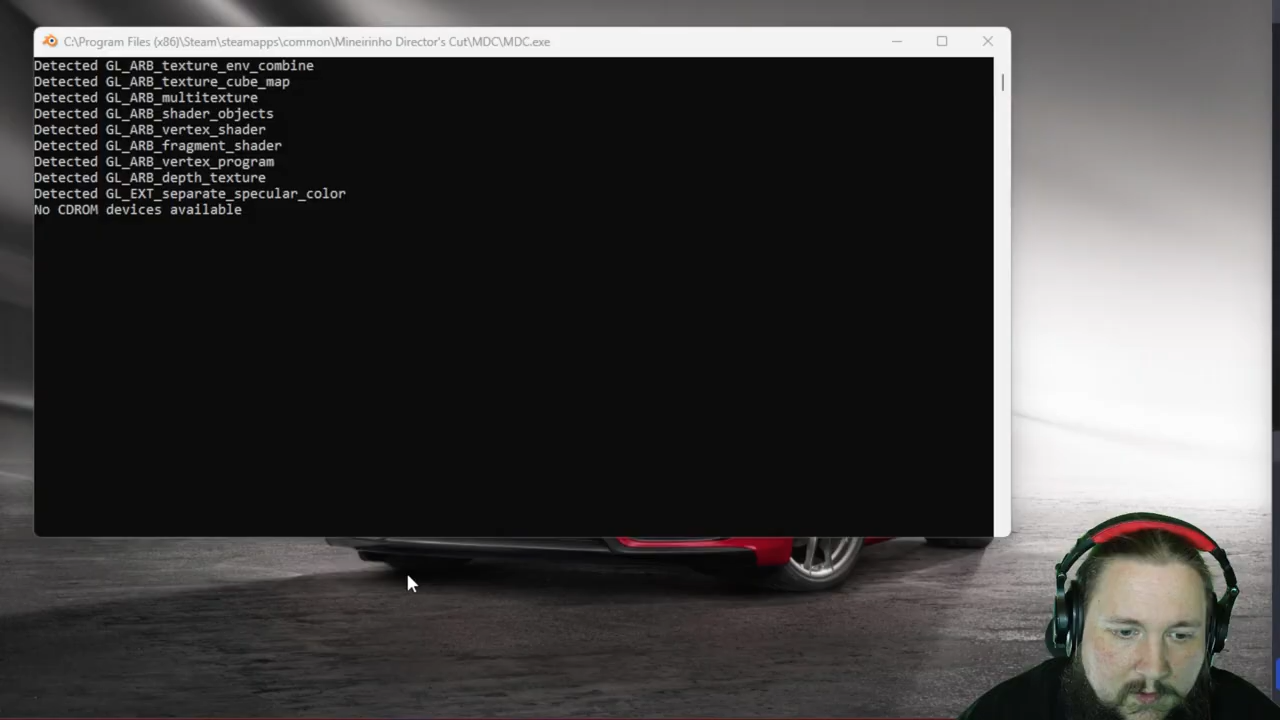 C:\Program Files (x86)\Steam\steamapps\common\Mineirinho Director's Cut\MDC\MDC.exe
Detected GL_ARB_texture_env_combine
Detected GL_ARB_texture_cube_map
Detected GL_ARB_multitexture
Detected GL_ARB_shader_objects
Detected GL_ARB_vertex_shader
Detected GL_ARB_fragment_shader
Detected GL_ARB_vertex_program
Detected GL_ARB_depth_texture
Detected GL_EXT_separate_specular_color
No CDROM devices available